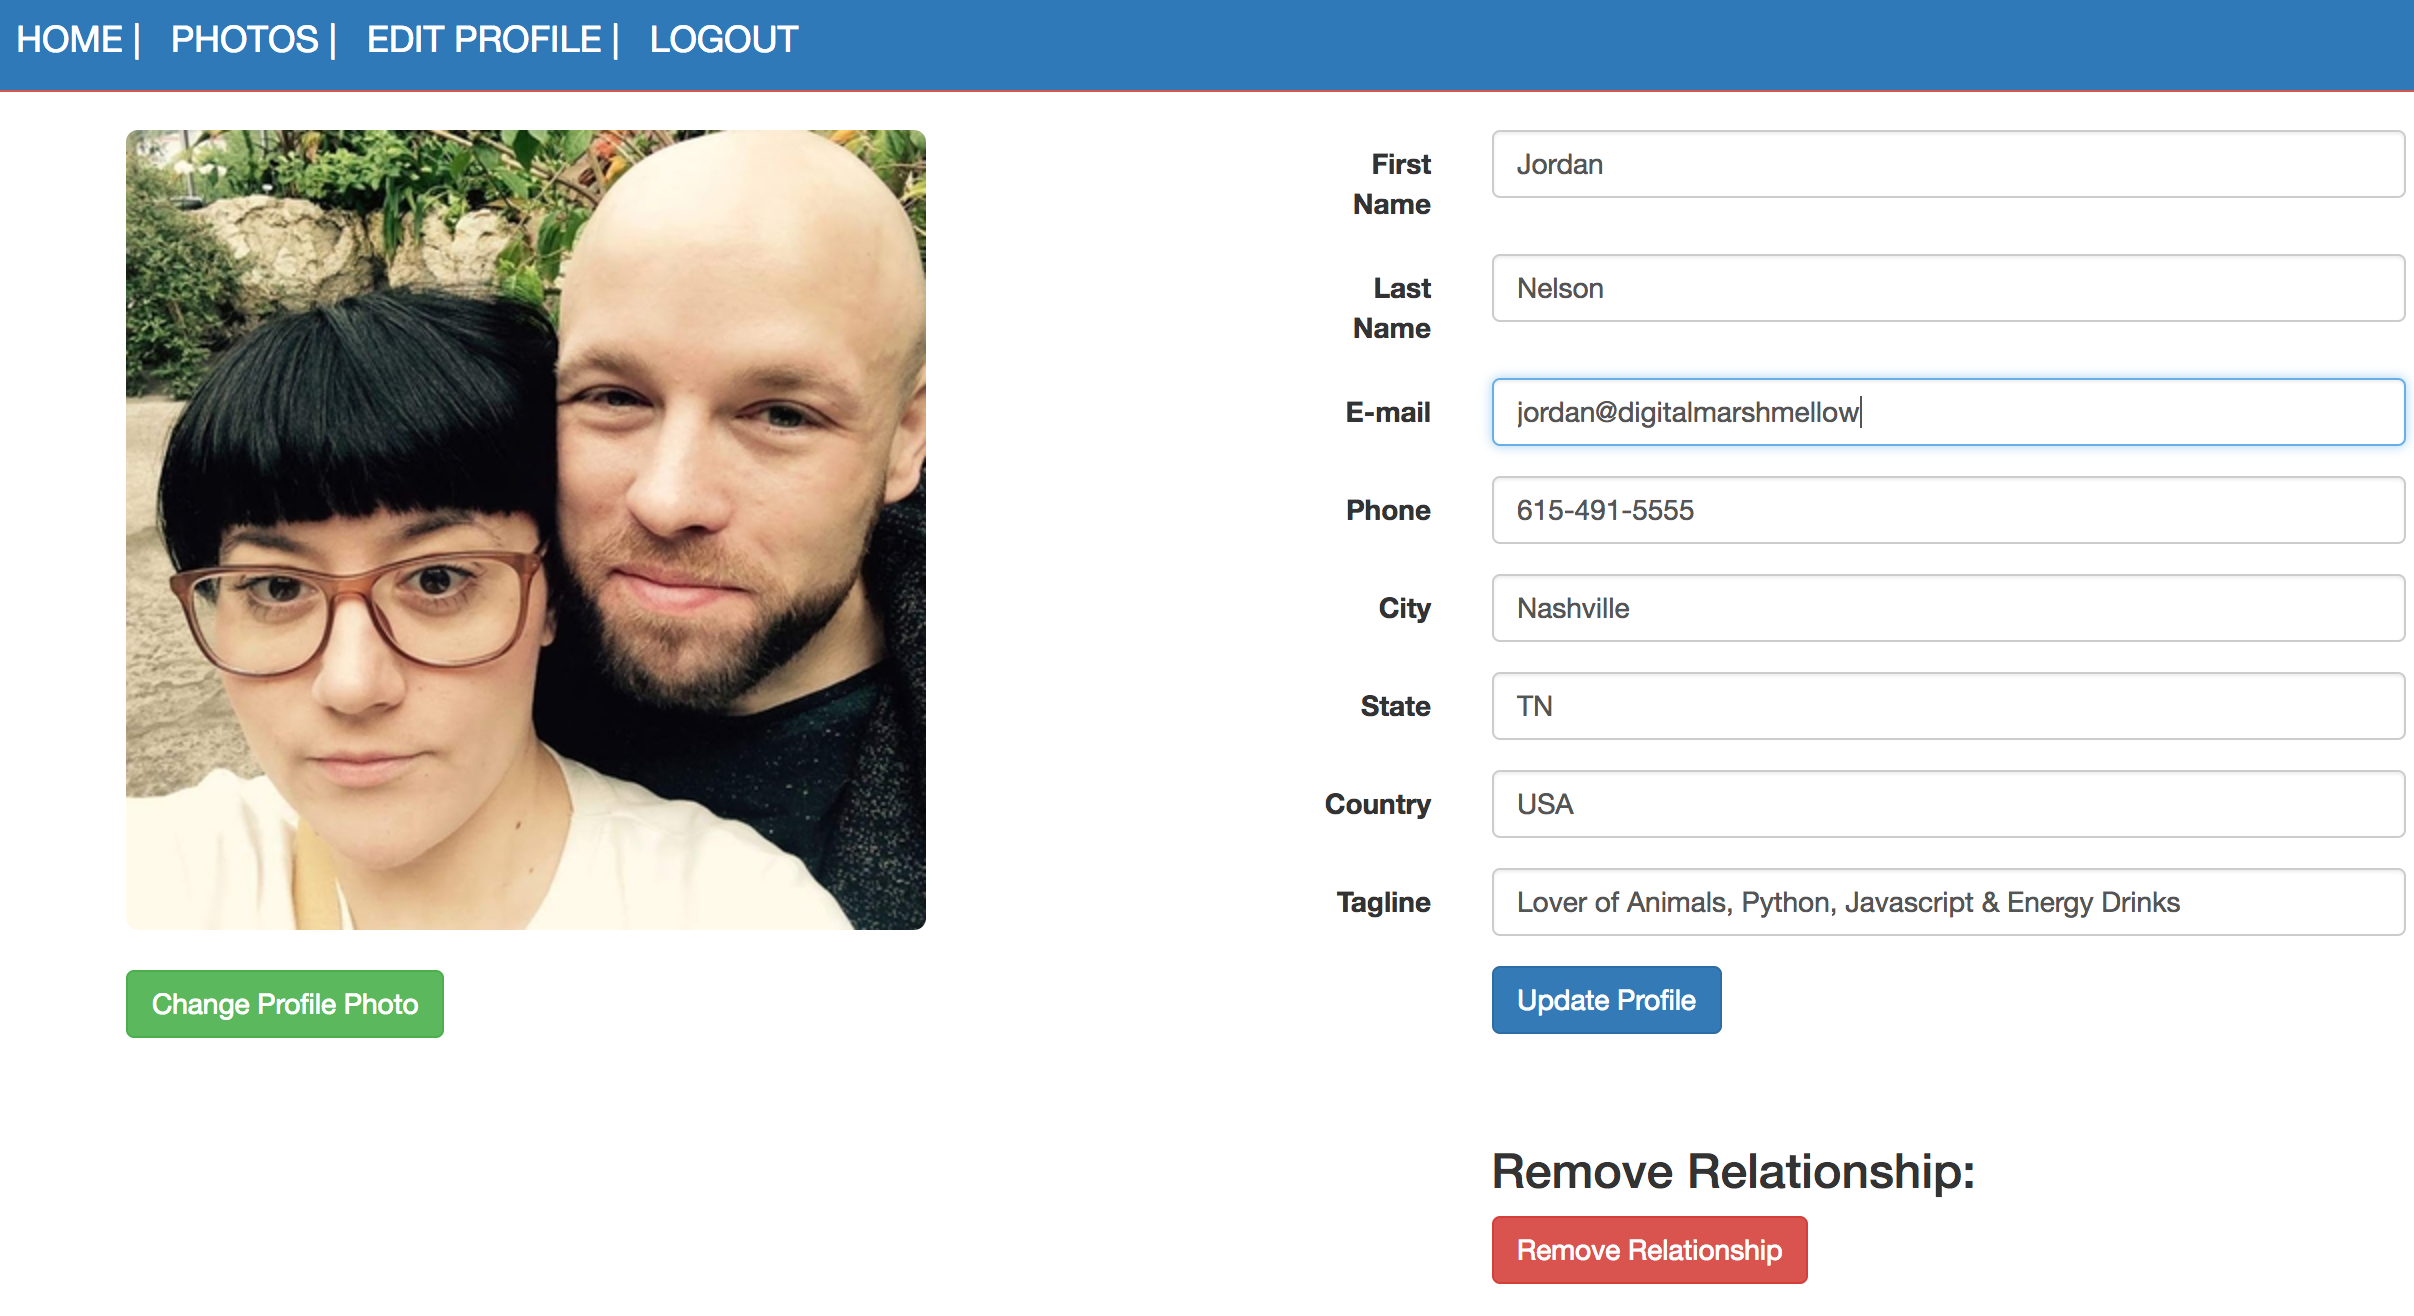 HOME | PHOTOS | EDIT PROFILE | LOGOUT
First Name
Jordan
Last Name
Nelson
E-mail
jordan@digitalmarshmellow
Phone
615-491-5555
City
Nashville
State
TN
Country
USA
Tagline
Lover of Animals, Python, Javascript & Energy Drinks
Change Profile Photo
Update Profile
Remove Relationship:
Remove Relationship